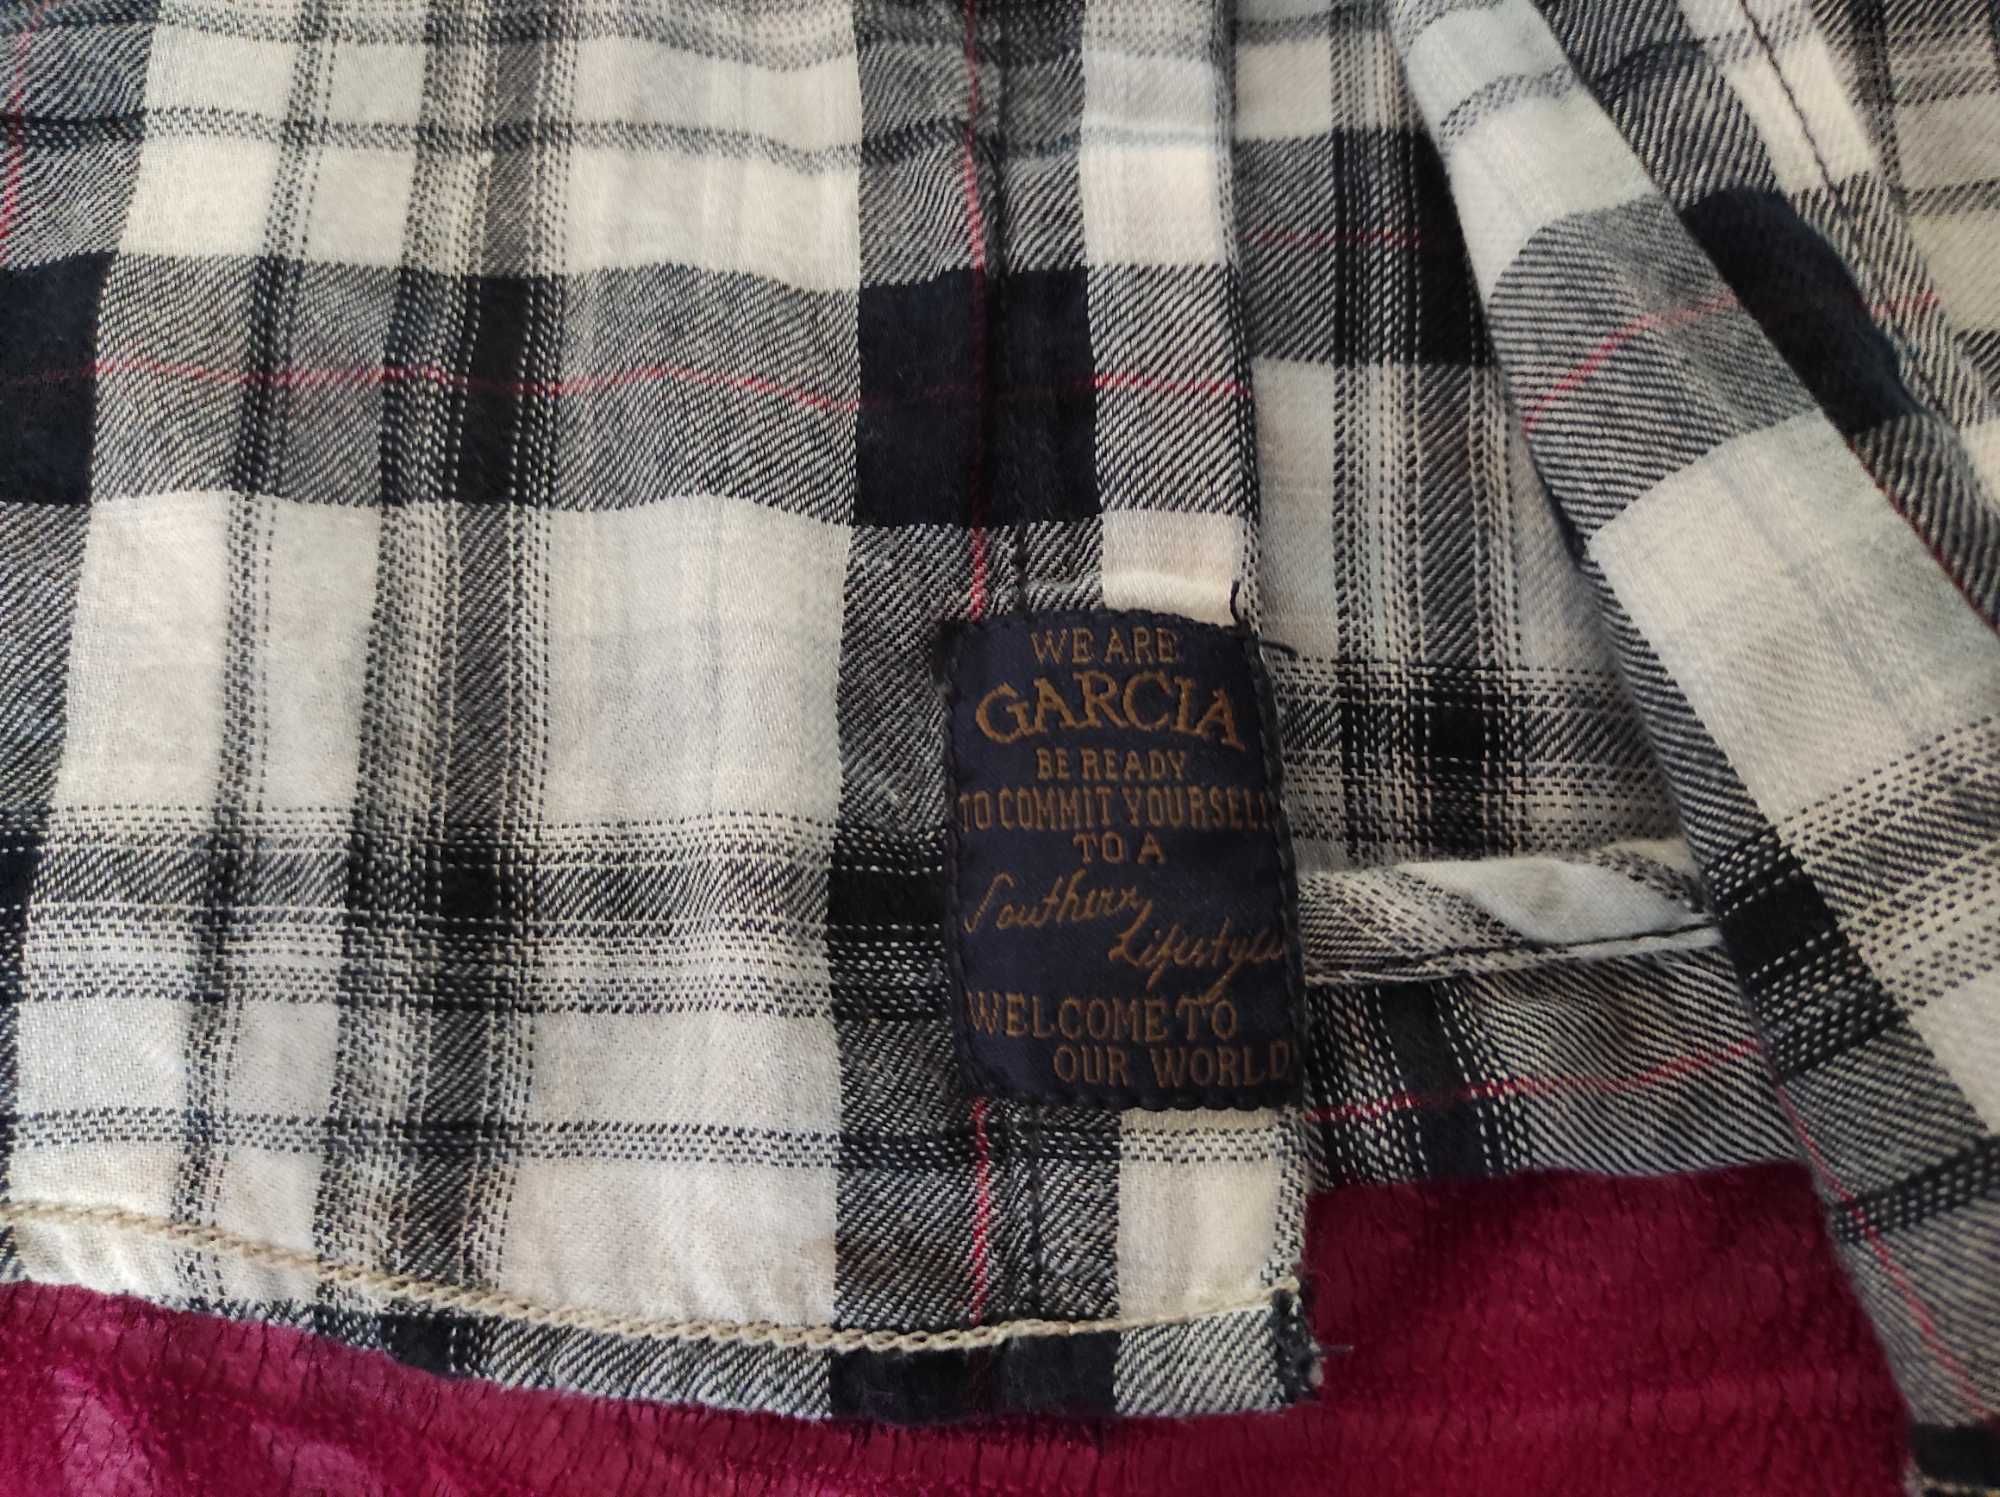 WE ARE
GARCIA
BE READY
TO COMMIT YOURSELF
TO A
Southern
Lifestyle
WELCOME TO
OUR WORLD!